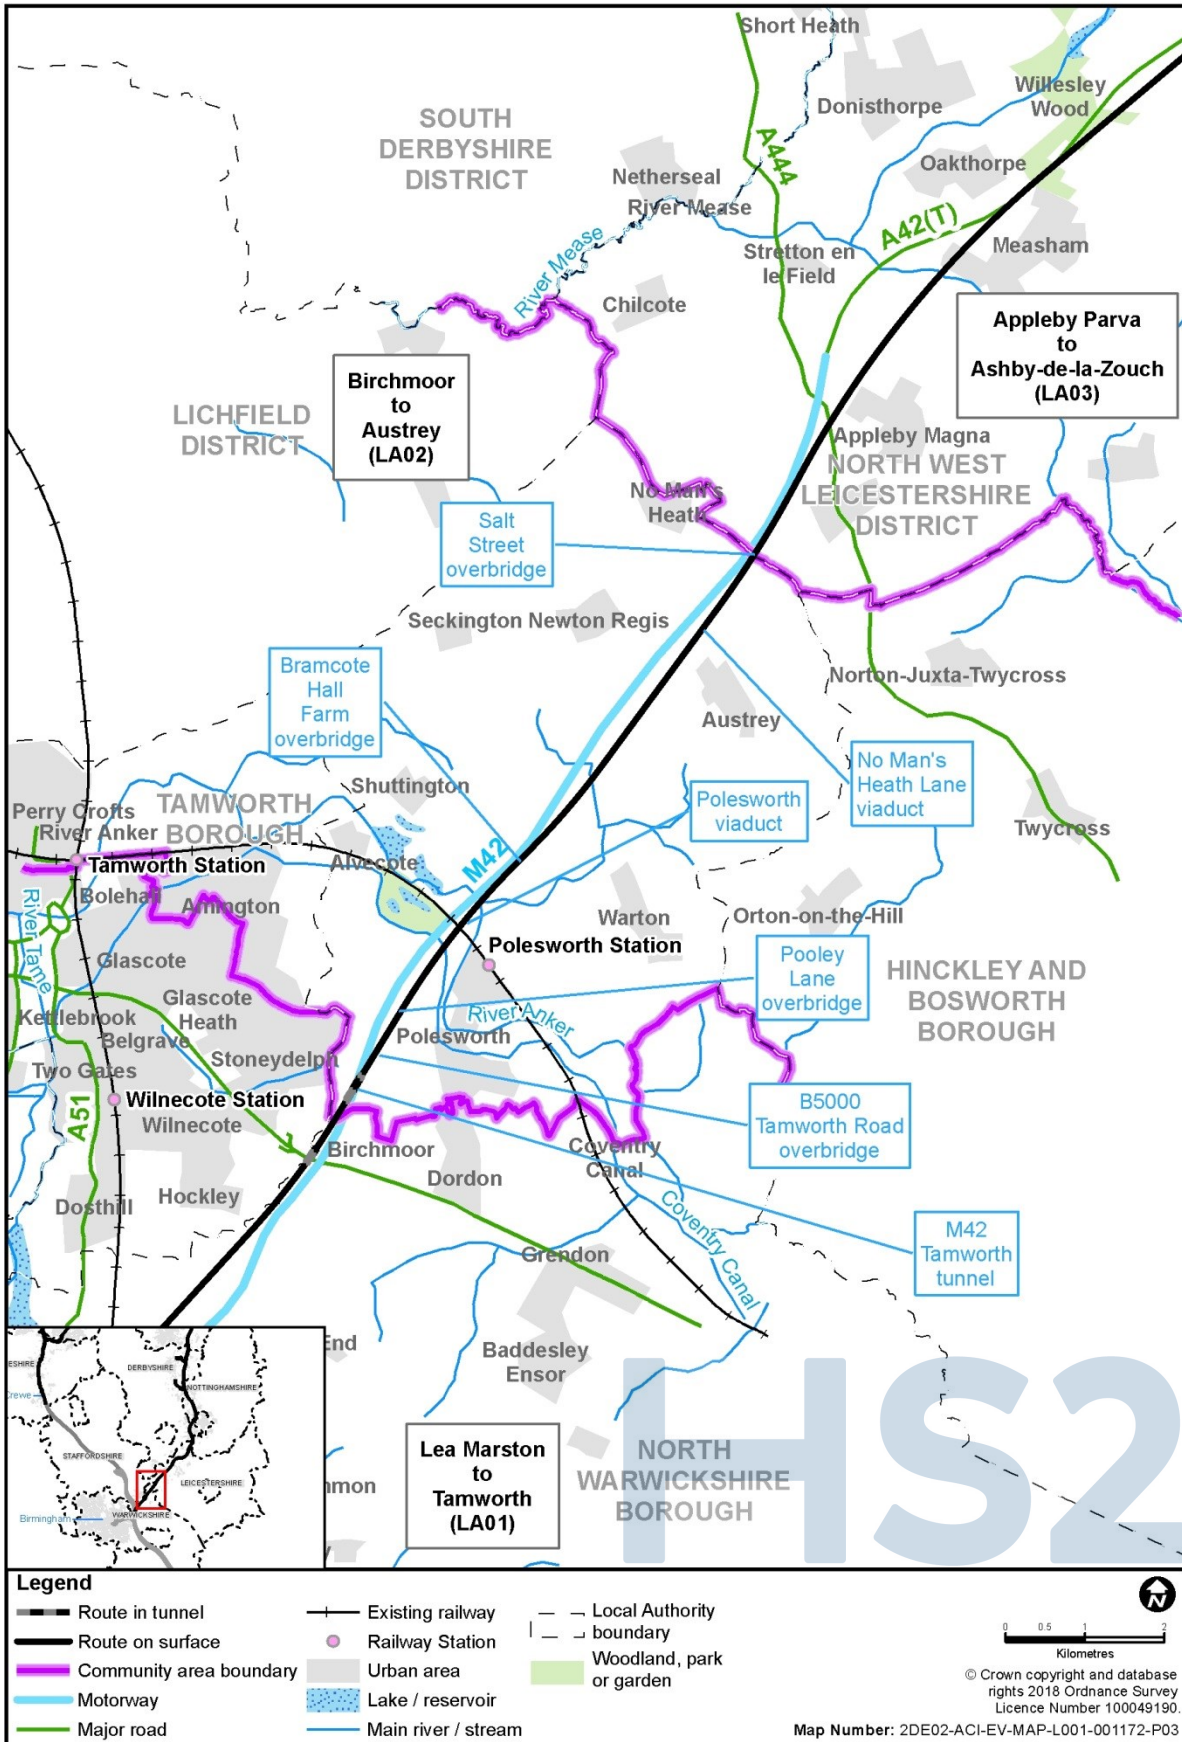 Short Heath
Donisthorpe
Willesley
Wood
SOUTH
DERBYSHIRE
DISTRICT
A444
Oakthorpe
Netherseal
River Mease
A42(T)
Measham
River Mease
Stretton en
le Field
Chilcote
Appleby Parva
to
Ashby-de-la-Zouch
(LA03)
Birchmoor
to
Austrey
(LA02)
LICHFIELD
DISTRICT
Appleby Magna
NORTH WEST
LEICESTERSHIRE
DISTRICT
No Man's
Heath
Salt
Street
overbridge
Seckington
Newton Regis
Bramcote
Hall
Farm
overbridge
Norton-Juxta-Twycross
Austrey
No Man's
Heath Lane
viaduct
Shuttington
Polesworth
viaduct
Perry Crofts
River Anker
TAMWORTH
BOROUGH
Twycross
Tamworth Station
Alvecote
M42
Bolehall
Amington
Warton
Orton-on-the-Hill
River Tame
Polesworth Station
Glascote
Pooley
Lane
overbridge
HINCKLEY AND
BOSWORTH
BOROUGH
Glascote
Heath
Kettlebrook
Belgrave
River Anker
Polesworth
Stoneydelph
Two Gates
A51
Wilnecote Station
Wilnecote
B5000
Tamworth Road
overbridge
Birchmoor
Coventry
Canal
Dordon
Hockley
Dosthill
Coventry Canal
M42
Tamworth
tunnel
Grendon
End
Baddesley
Ensor
ESHIRE
DERBYSHIRE
NOTTINGHAMSHIRE
Crewe
STAFFORDSHIRE
LEICESTERSHIRE
Birmingham
WARWICKSHIRE
mmon
Lea Marston
to
Tamworth
(LA01)
NORTH
WARWICKSHIRE
BOROUGH
HS2
Legend
Route in tunnel
Route on surface
Community area boundary
Motorway
Major road
Existing railway
Railway Station
Urban area
Lake / reservoir
Main river / stream
Local Authority
boundary
Woodland, park
or garden
N
0 0.5 1 2
Kilometres
© Crown copyright and database
rights 2018 Ordnance Survey
Licence Number 100049190.
Map Number: 2DE02-ACI-EV-MAP-L001-001172-P03